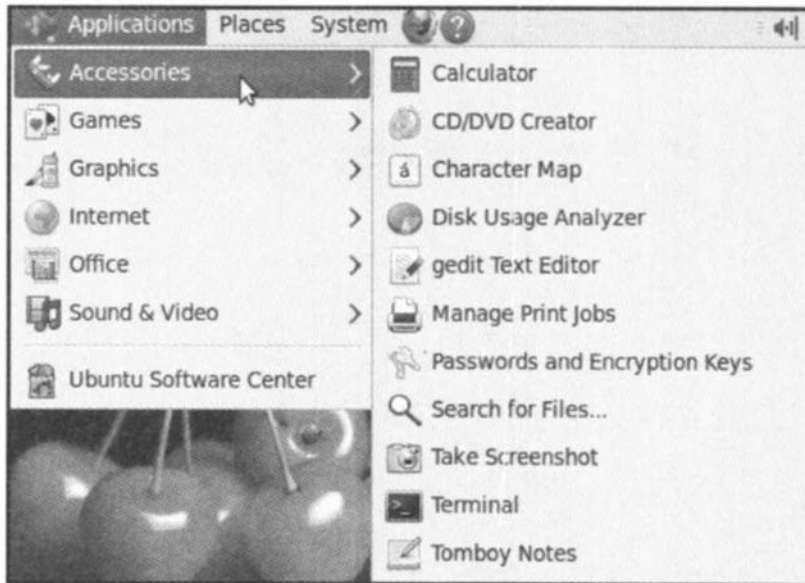 Applications Places System ?
Accessories
Games
Graphics
Internet
Office
Sound & Video
Ubuntu Software Center
Calculator
CD/DVD Creator
á Character Map
Disk Usage Analyzer
gedit Text Editor
Manage Print Jobs
Passwords and Encryption Keys
Search for Files...
Take Screenshot
>_ Terminal
Tomboy Notes